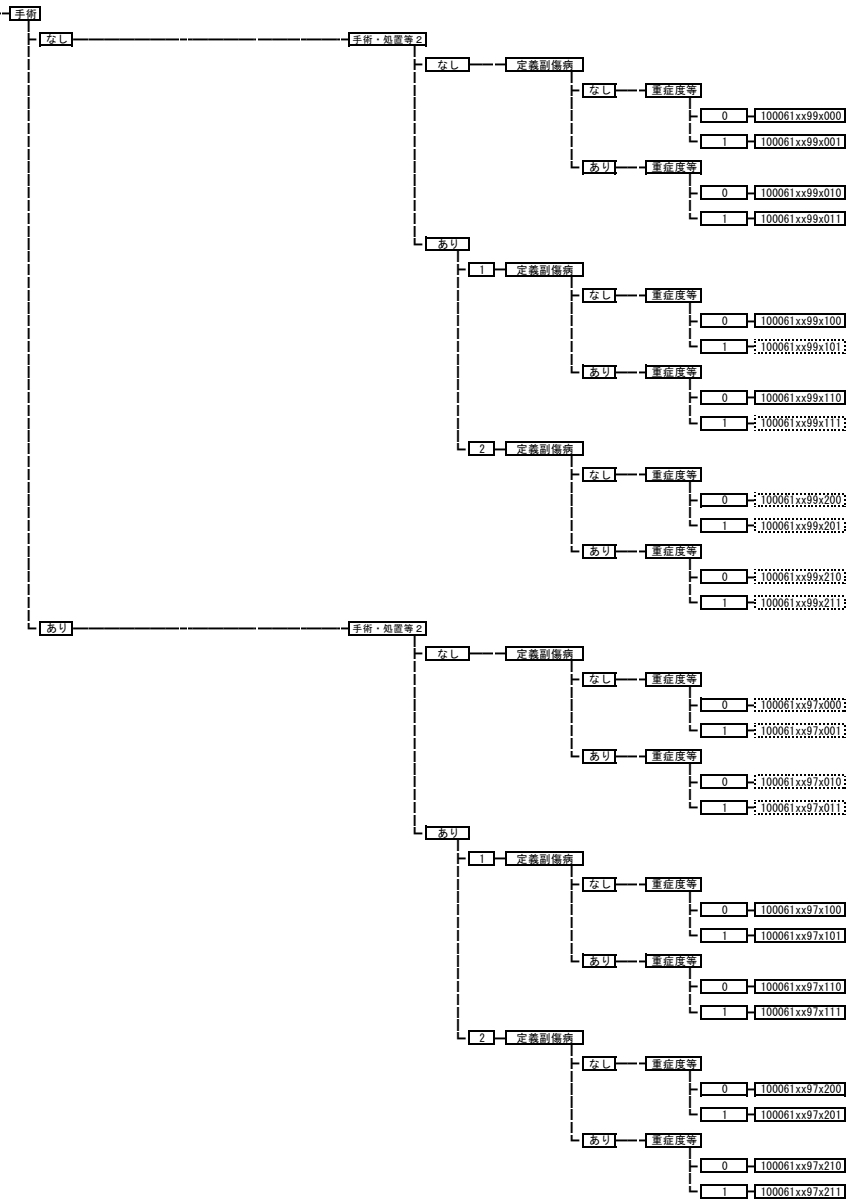 手術
なし 手術・処置等2
なし 定義副傷病
なし 重症度等
0 100061xx99x000
1 100061xx99x001
あり 重症度等
0 100061xx99x010
1 100061xx99x011
あり
1 定義副傷病
なし 重症度等
0 100061xx99x100
1 100061xx99x101
あり 重症度等
0 100061xx99x110
1 100061xx99x111
2 定義副傷病
なし 重症度等
0 100061xx99x200
1 100061xx99x201
あり 重症度等
0 100061xx99x210
1 100061xx99x211
あり 手術・処置等2
なし 定義副傷病
なし 重症度等
0 100061xx97x000
1 100061xx97x001
あり 重症度等
0 100061xx97x010
1 100061xx97x011
あり
1 定義副傷病
なし 重症度等
0 100061xx97x100
1 100061xx97x101
あり 重症度等
0 100061xx97x110
1 100061xx97x111
2 定義副傷病
なし 重症度等
0 100061xx97x200
1 100061xx97x201
あり 重症度等
0 100061xx97x210
1 100061xx97x211